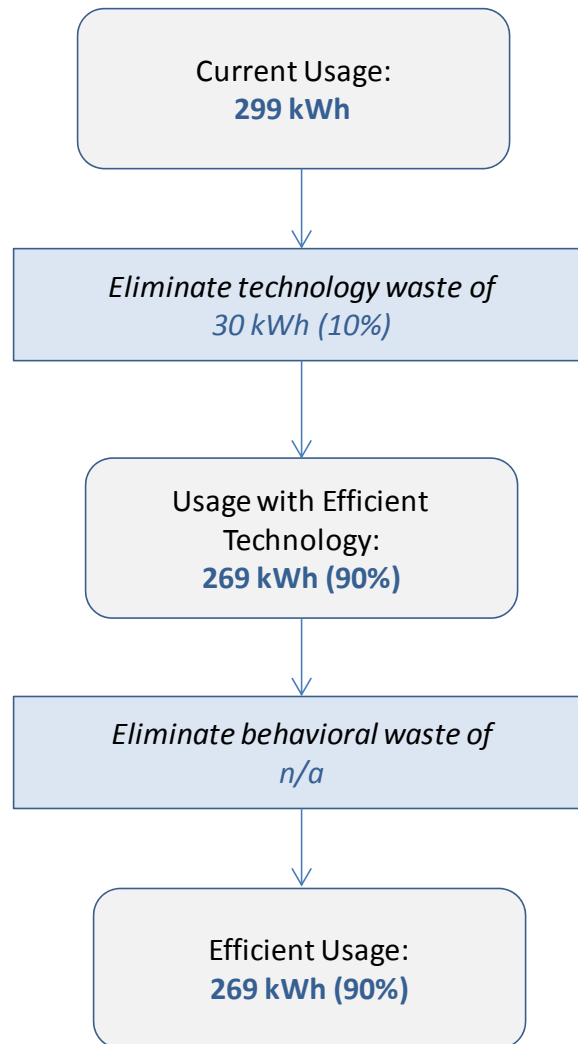 Current Usage:
299 kWh
Eliminate technology waste of
30 kWh (10%)
Usage with Efficient
Technology:
269 kWh (90%)
Eliminate behavioral waste of
n/a
Efficient Usage:
269 kWh (90%)